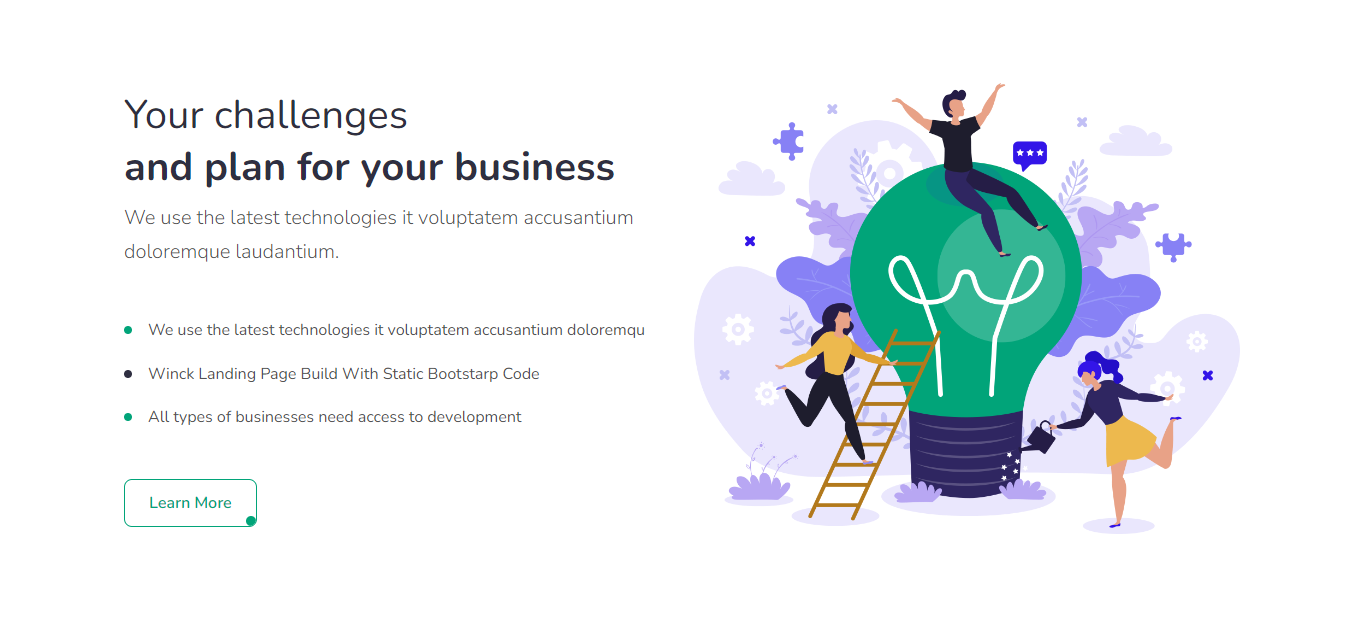 Your challenges
and plan for your business
We use the latest technologies it voluptatem accusantium
doloremque laudantium.
We use the latest technologies it voluptatem accusantium doloremqu
Winck Landing Page Build With Static Bootstarp Code
All types of businesses need access to development
Learn More